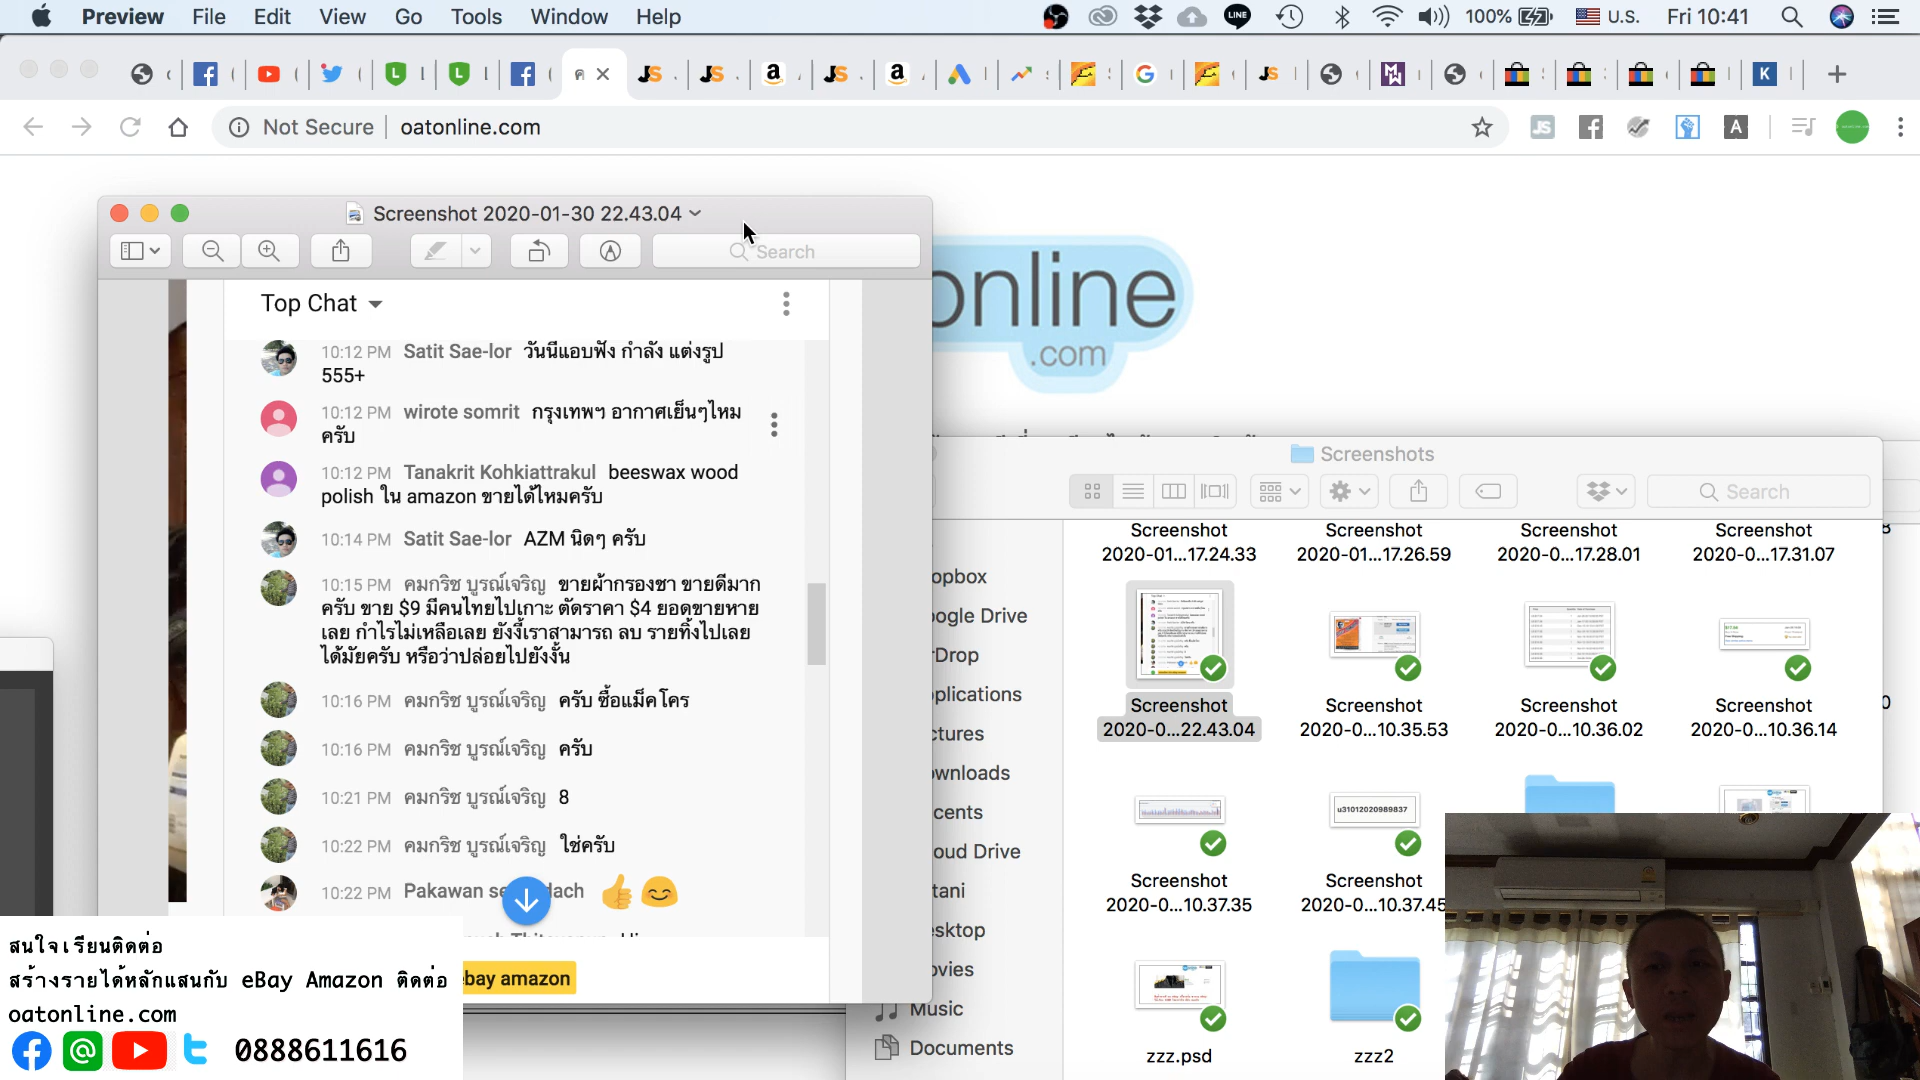 Preview File Edit View Go Tools Window Help
LINE 100% U.S. Fri 10:41
Not Secure oatonline.com
Screenshot 2020-01-30 22.43.04
Search
online
.com
Top Chat
10:12 PM Satit Sae-lor วันนี้แอบฟัง กำลัง แต่งรูป
555+
10:12 PM wirote somrit กรุงเทพฯ อากาศเย็นๆไหม
ครับ
10:12 PM Tanakrit Kohkiattrakul beeswax wood
polish ใน amazon ขายได้ไหมครับ
10:14 PM Satit Sae-lor AZM นิดๆ ครับ
10:15 PM คมกริช บูรณ์เจริญ ขายผ้ากรองชา ขายดีมาก
ครับ ขาย $9 มีคนไทยไปเกาะ ตัดราคา $4 ยอดขายหาย
เลย กำไรไม่เหลือเลย ยังงี้เราสามารถ ลบ รายทิ้งไปเลย
ได้มัยครับ หรือว่าปล่อยไปยังงั้น
10:16 PM คมกริช บูรณ์เจริญ ครับ ซื้อแม็คโคร
10:16 PM คมกริช บูรณ์เจริญ ครับ
10:21 PM คมกริช บูรณ์เจริญ 8
10:22 PM คมกริช บูรณ์เจริญ ใช่ครับ
10:22 PM Pakawan
bay amazon
Screenshots
Search
opbox
ogle Drive
rDrop
plications
ctures
wnloads
cents
oud Drive
tani
sktop
ovies
Music
Documents
Screenshot
2020-01...17.24.33
Screenshot
2020-01...17.26.59
Screenshot
2020-0...17.28.01
Screenshot
2020-0...17.31.07
Screenshot
2020-0...22.43.04
Screenshot
2020-0...10.35.53
Screenshot
2020-0...10.36.02
Screenshot
2020-0...10.36.14
u31012020989837
Screenshot
2020-0...10.37.35
Screenshot
2020-0...10.37.45
zzz.psd
zzz2
สนใจเรียนติดต่อ
สร้างรายได้หลักแสนกับ eBay Amazon ติดต่อ
oatonline.com
0888611616